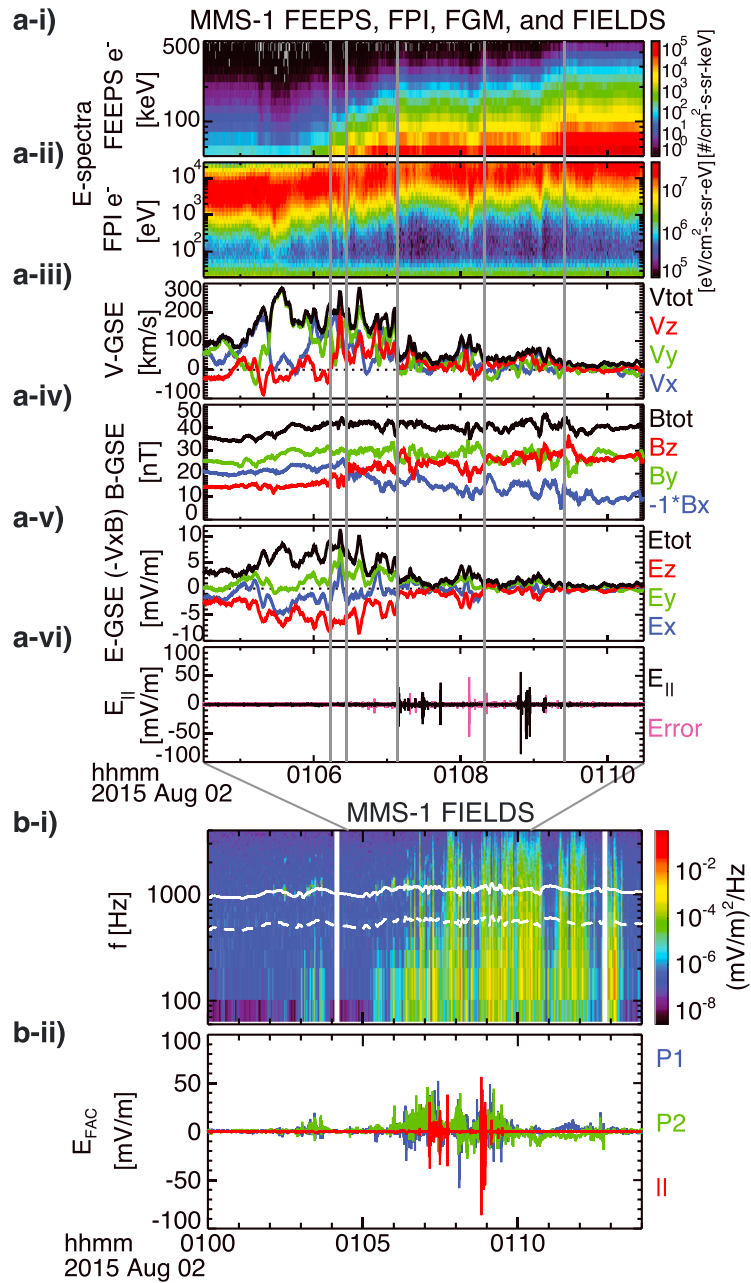 a-i)
MMS-1 FEEPS, FPI, FGM, and FIELDS
E-spectra
FEEPS e-
[keV]
500
100
10^5
10^4
10^3
10^2
10^1
10^0
[#/cm^2-s-sr-keV]
a-ii)
FPI e-
[eV]
10^4
10^3
10^2
10^7
10^6
10^5
[eV/cm^2-s-sr-eV]
a-iii)
V-GSE
[km/s]
300
200
100
0
-100
Vtot
Vz
Vy
Vx
a-iv)
B-GSE
[nT]
50
40
30
20
10
0
Btot
Bz
By
-1*Bx
a-v)
E-GSE (-VxB)
[mV/m]
10
5
0
-5
-10
Etot
Ez
Ey
Ex
a-vi)
E||
[mV/m]
100
50
0
-50
-100
E||
Error
hhmm
2015 Aug 02
0106
0108
0110
b-i)
MMS-1 FIELDS
f [Hz]
1000
100
10^-2
10^-4
10^-6
10^-8
(mV/m)^2/Hz
b-ii)
E_FAC
[mV/m]
100
50
0
-50
-100
P1
P2
||
hhmm
2015 Aug 02
0100
0105
0110